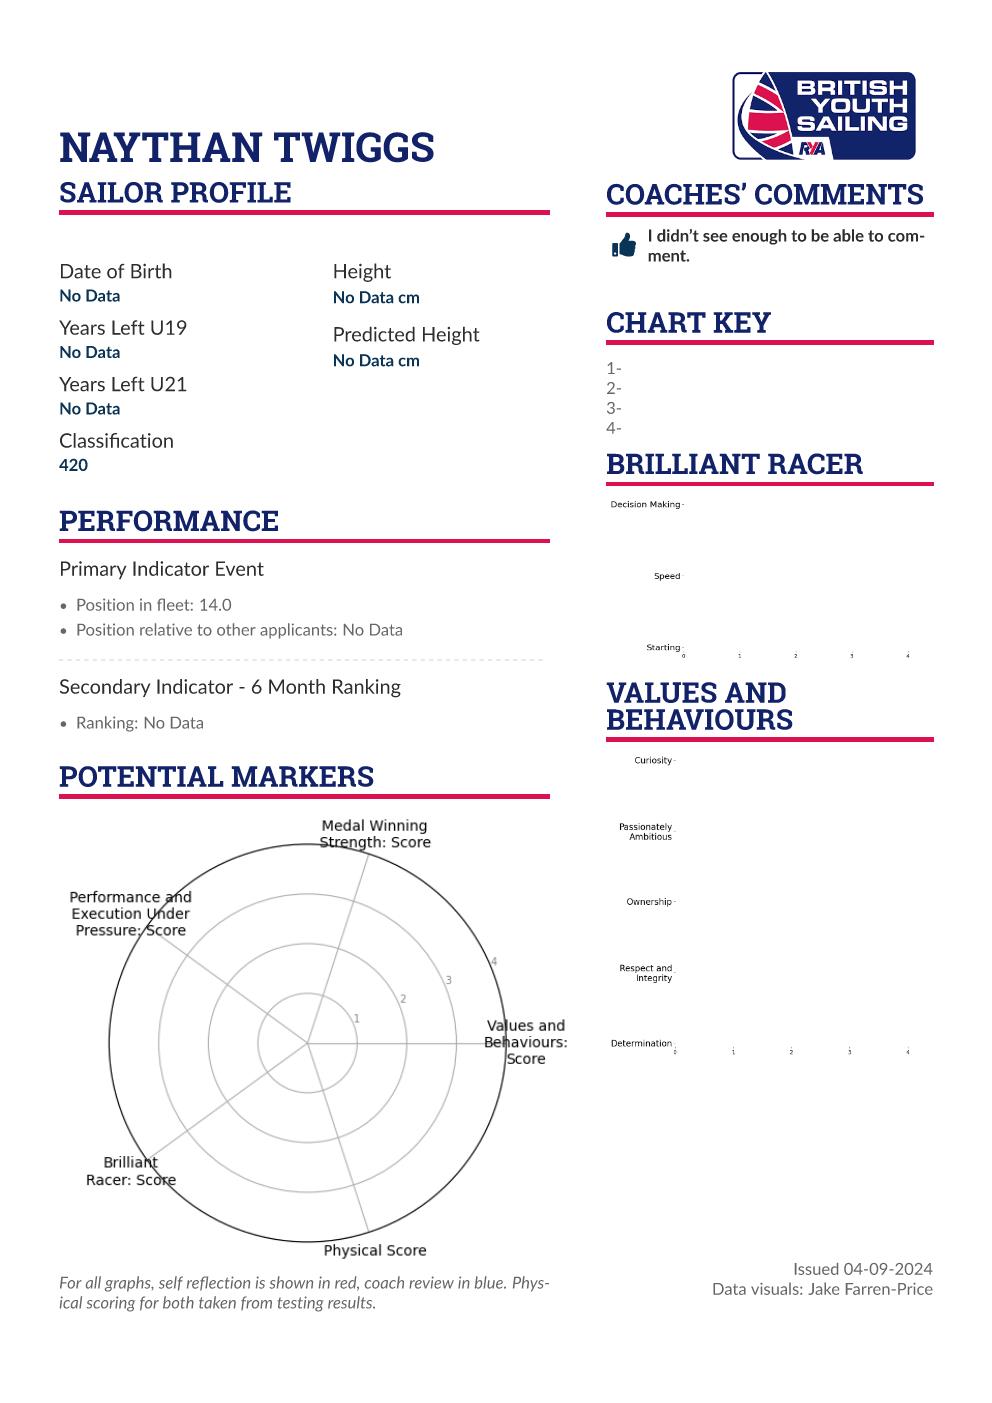 NAYTHAN TWIGGS
SAILOR PROFILE
Date of Birth
No Data
Years Left U19
No Data
Years Left U21
No Data
Classification
420
Height
No Data cm
Predicted Height
No Data cm
PERFORMANCE
Primary Indicator Event
• Position in fleet: 14.0
• Position relative to other applicants: No Data
Secondary Indicator - 6 Month Ranking
• Ranking: No Data
POTENTIAL MARKERS
Medal Winning
Strength: Score
Performance and
Execution Under
Pressure: Score
4
3
2
1
Values and
Behaviours:
Score
Brilliant
Racer: Score
Physical Score
For all graphs, self reflection is shown in red, coach review in blue. Phys-
ical scoring for both taken from testing results.
BRITISH
YOUTH
SAILING
RYA
COACHES’ COMMENTS
I didn’t see enough to be able to com-
ment.
CHART KEY
1-
2-
3-
4-
BRILLIANT RACER
Decision Making
Speed
Starting
0 1 2 3 4
VALUES AND
BEHAVIOURS
Curiosity
Passionately
Ambitious
Ownership
Respect and
Integrity
Determination
0 1 2 3 4
Issued 04-09-2024
Data visuals: Jake Farren-Price